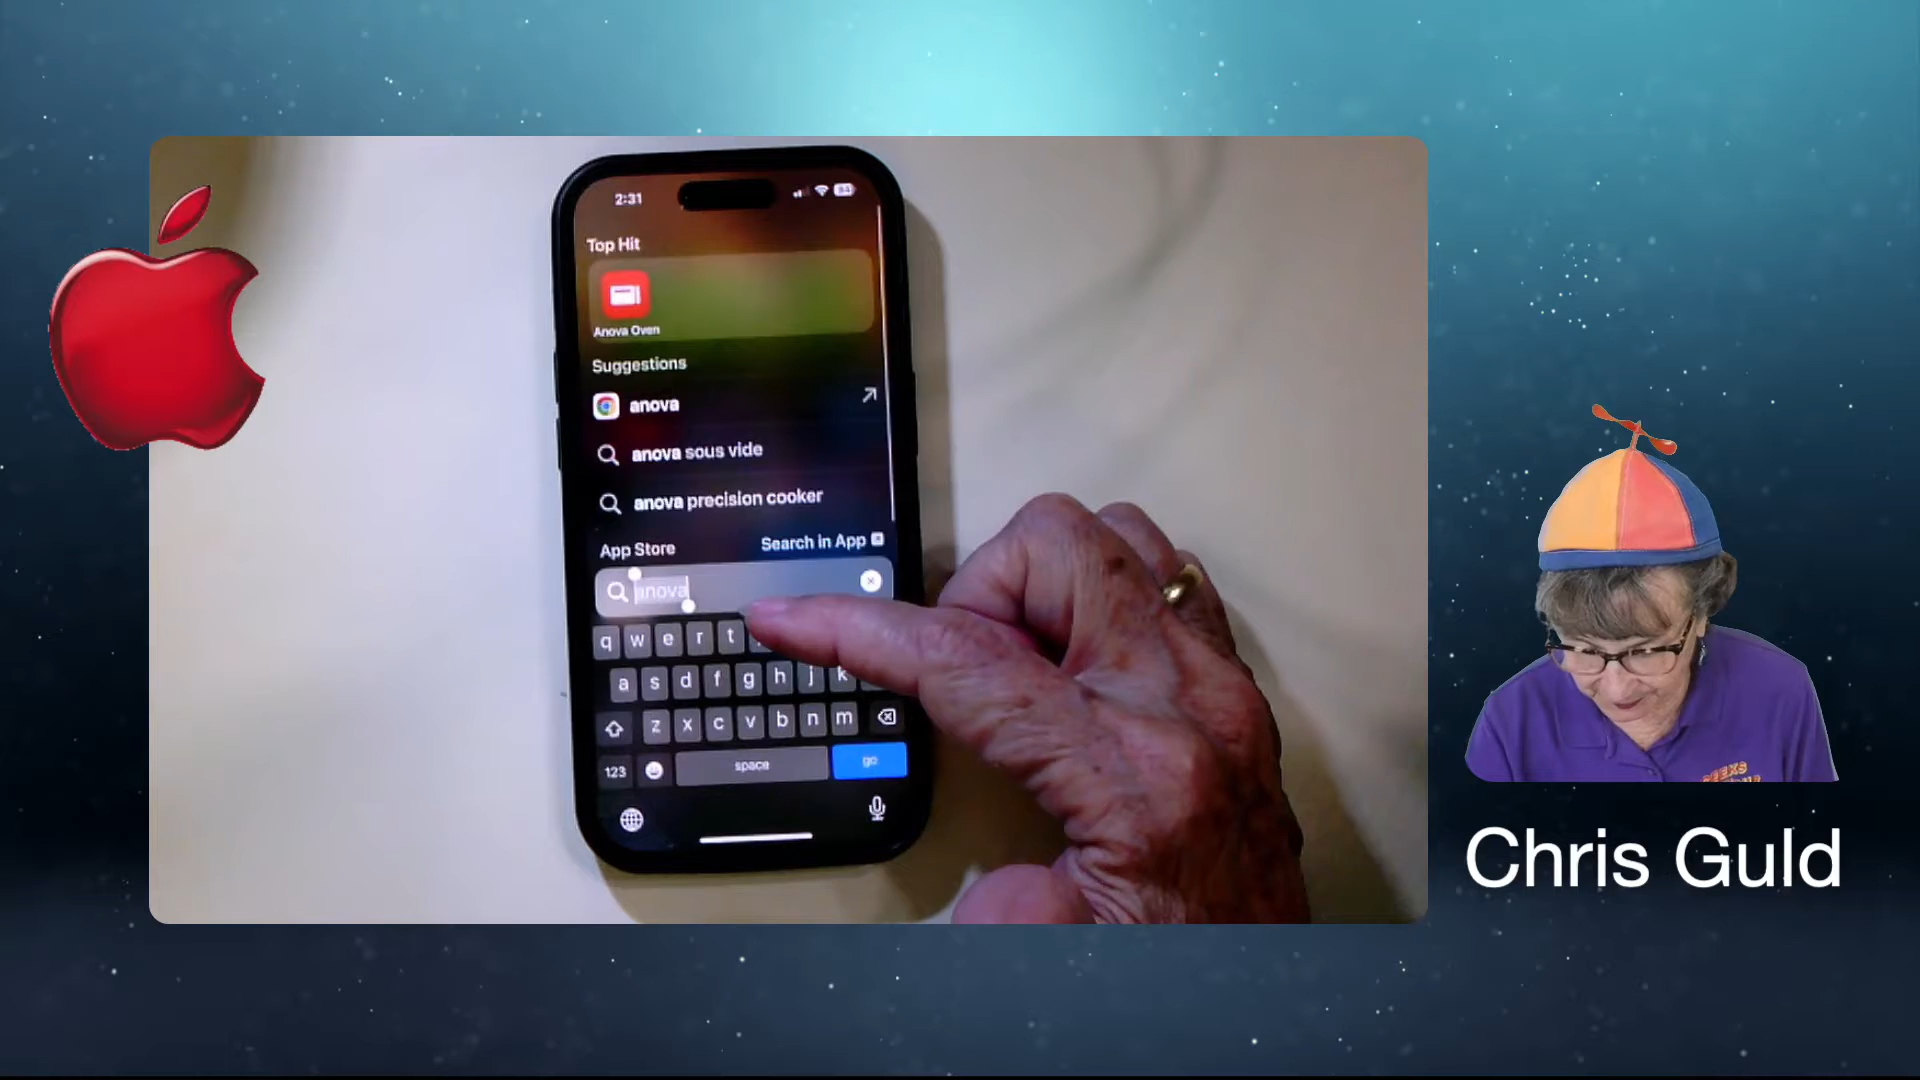 2:31
84
Top Hit
Anova Oven
Suggestions
anova
anova sous vide
anova precision cooker
App Store
Search in App
anova
q w e r t
a s d f g h j k
z x c v b n m
123 space go
Chris Guld